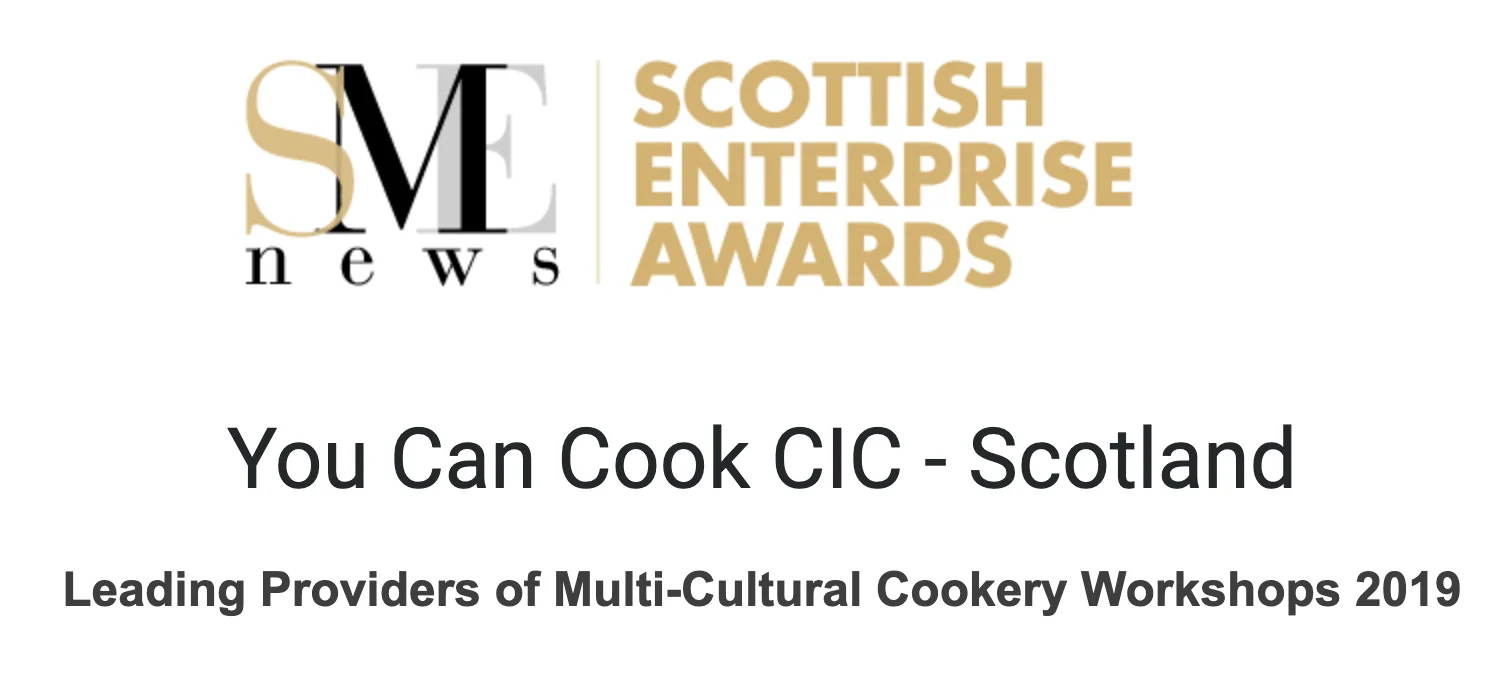 SME
news
SCOTTISH
ENTERPRISE
AWARDS
You Can Cook CIC - Scotland
Leading Providers of Multi-Cultural Cookery Workshops 2019